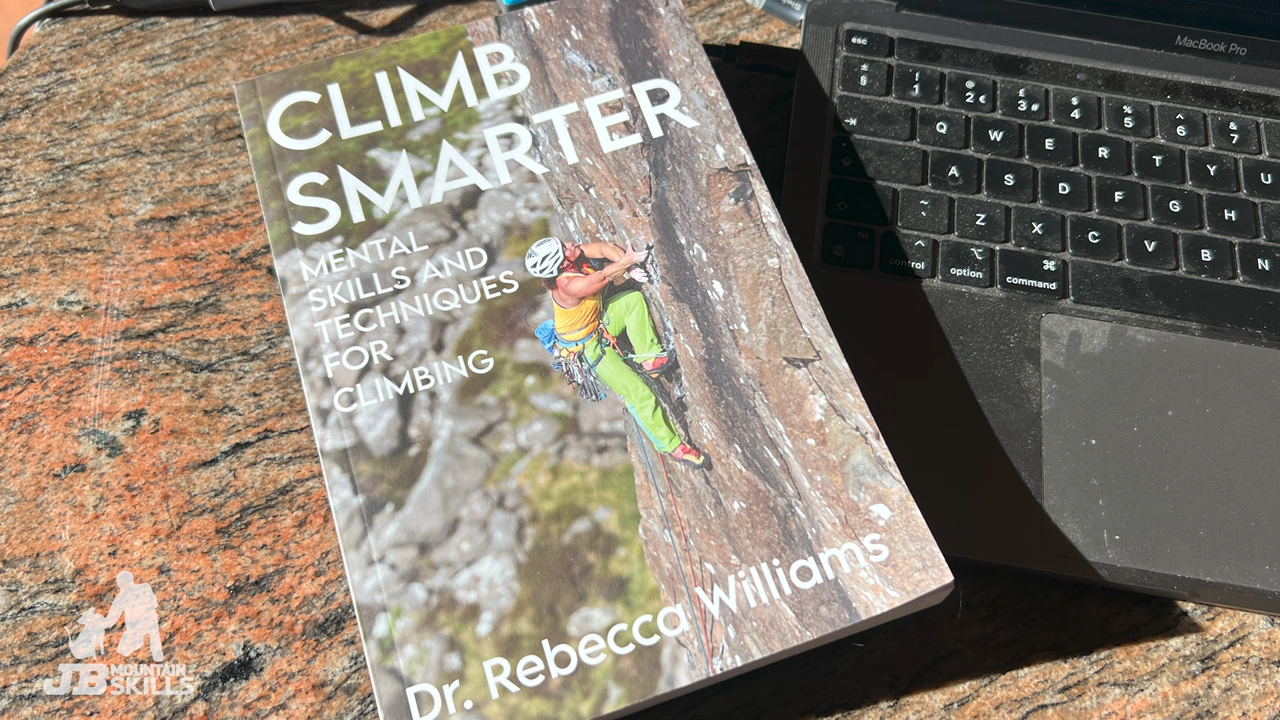 CLIMB
SMARTER
MENTAL
SKILLS AND
TECHNIQUES
FOR
CLIMBING
Dr. Rebecca Williams
MacBook Pro
esc
± ! @ # $ % ^ &
§ 1 2 € 3 # 4 5 6 7
Q W E R T Y U
A S D F G H
~ Z X C V B N
fn
^ ⌥ ⌘
control option command
JB MOUNTAIN
SKILLS